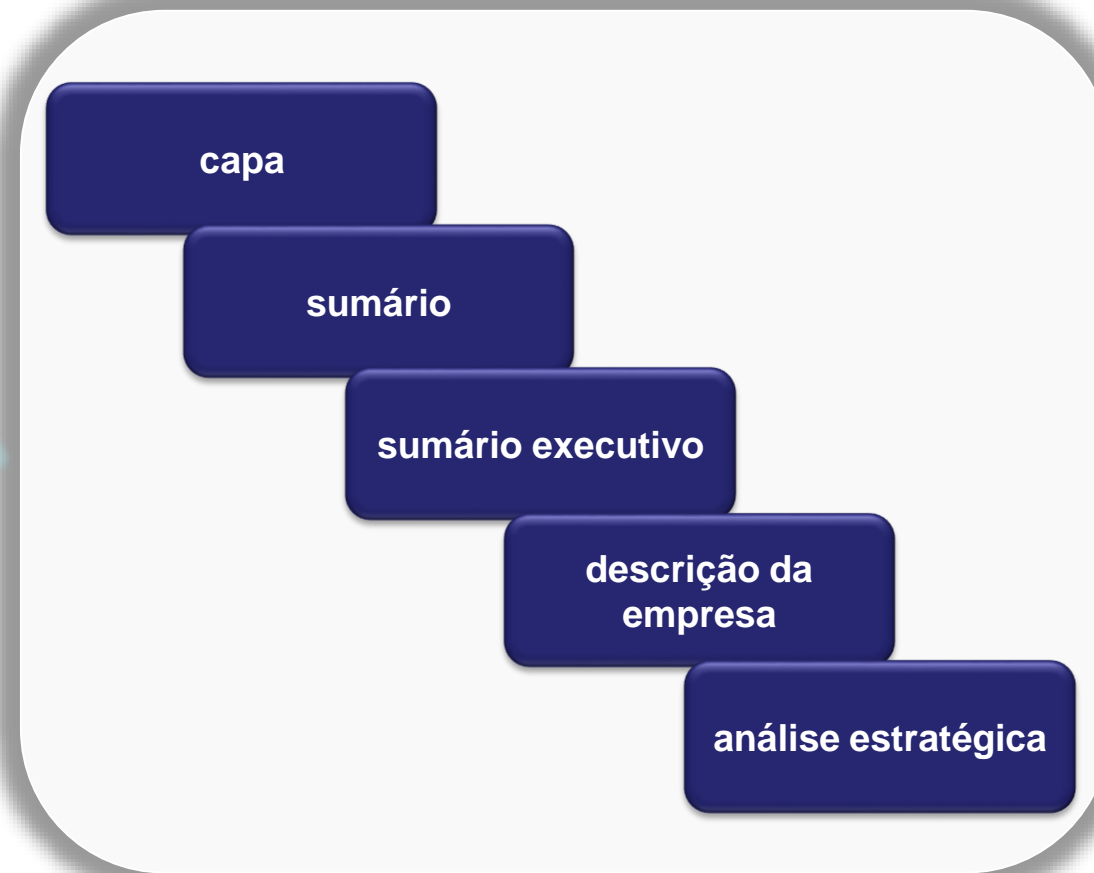 capa
sumário
sumário executivo
descrição da
empresa
análise estratégica